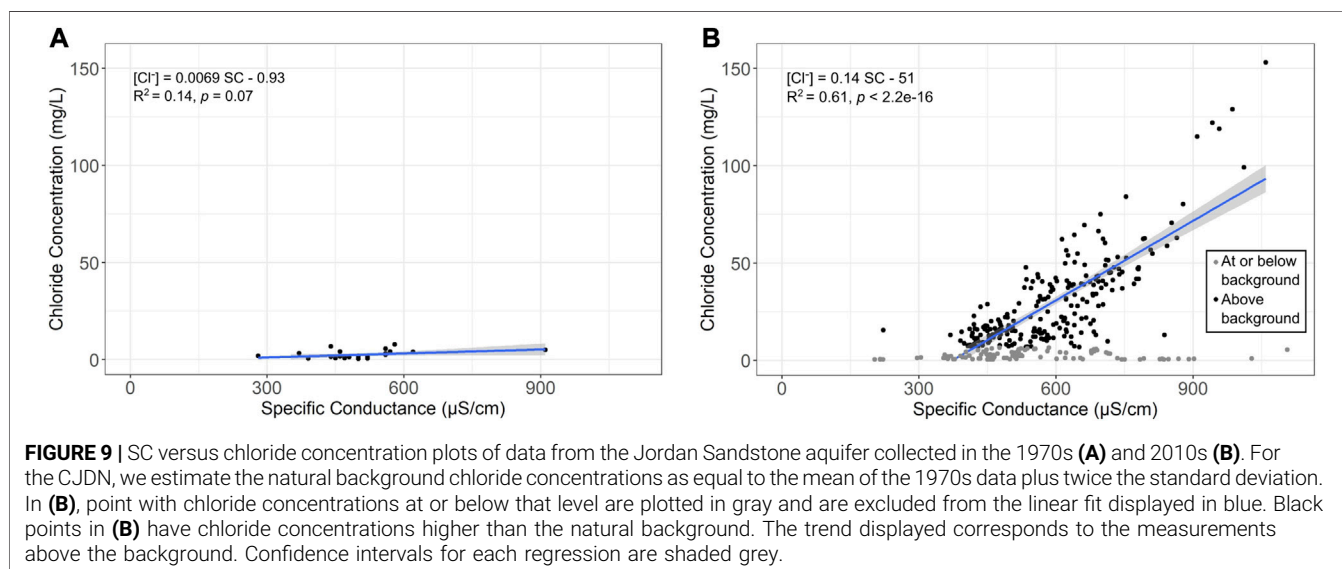 A
[Cl-] = 0.0069 SC - 0.93
R² = 0.14, p = 0.07
Chloride Concentration (mg/L)
150
100
50
0
0
300
600
900
Specific Conductance (µS/cm)
B
[Cl-] = 0.14 SC - 51
R² = 0.61, p < 2.2e-16
Chloride Concentration (mg/L)
150
100
50
0
0
300
600
900
Specific Conductance (µS/cm)
At or below
background
Above
background
FIGURE 9 | SC versus chloride concentration plots of data from the Jordan Sandstone aquifer collected in the 1970s (A) and 2010s (B). For
the CJDN, we estimate the natural background chloride concentrations as equal to the mean of the 1970s data plus twice the standard deviation.
In (B), point with chloride concentrations at or below that level are plotted in gray and are excluded from the linear fit displayed in blue. Black
points in (B) have chloride concentrations higher than the natural background. The trend displayed corresponds to the measurements
above the background. Confidence intervals for each regression are shaded grey.